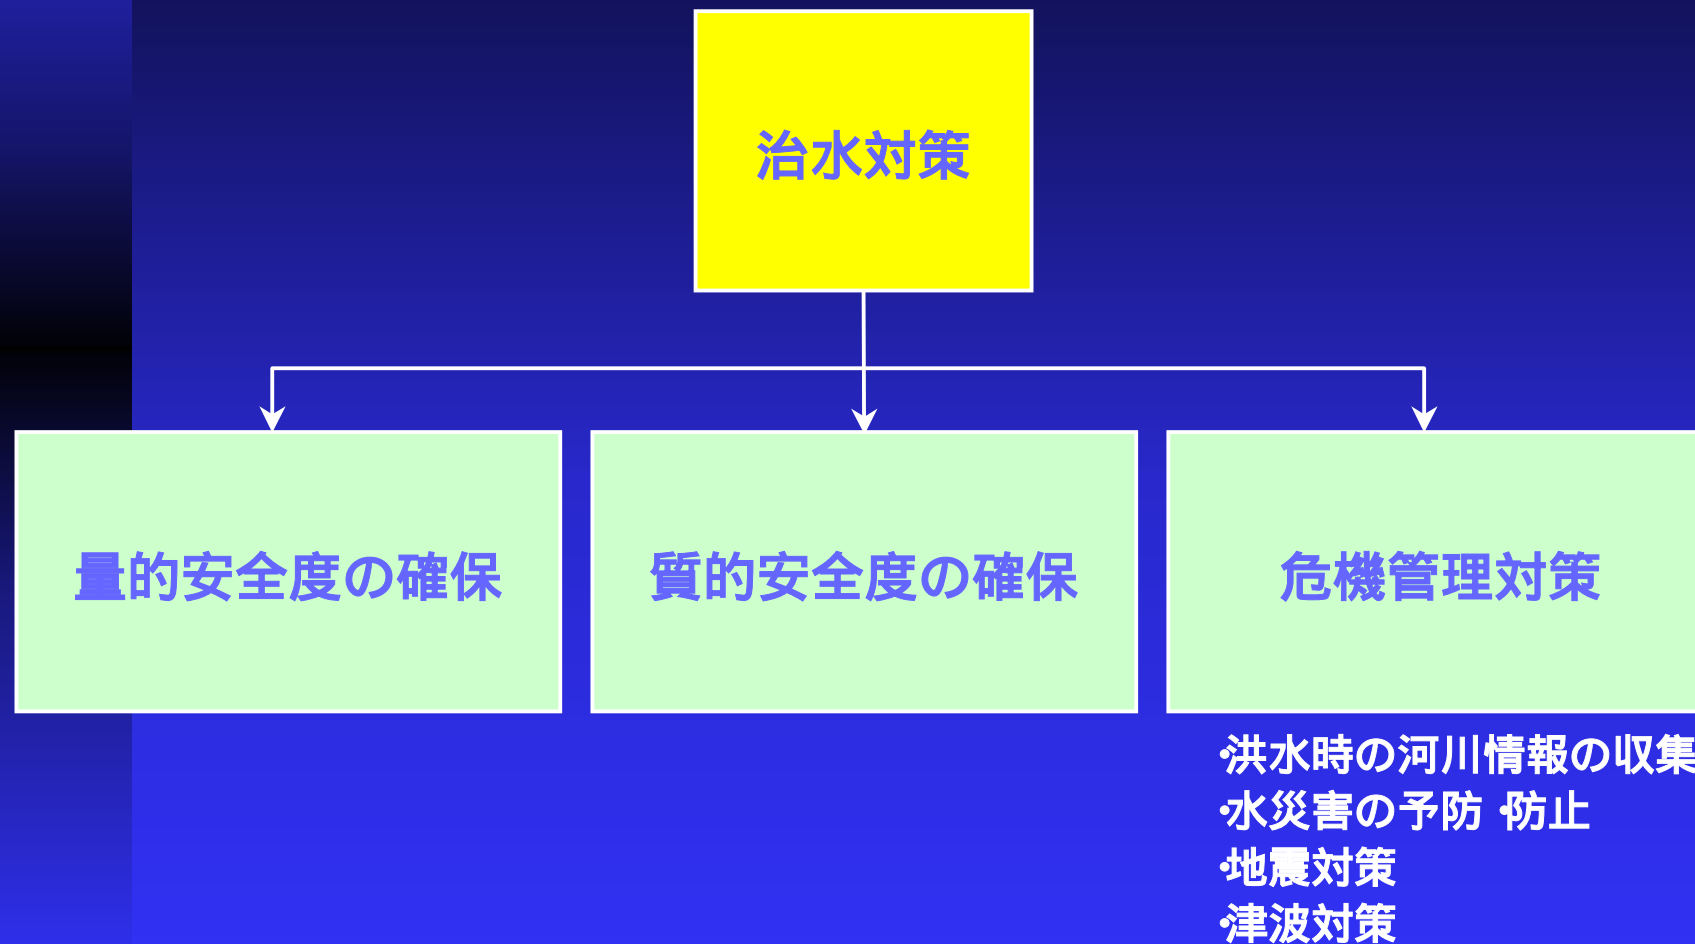 治水対策
量的安全度の確保
質的安全度の確保
危機管理対策
・洪水時の河川情報の収集
・水災害の予防・防止
・地震対策
・津波対策